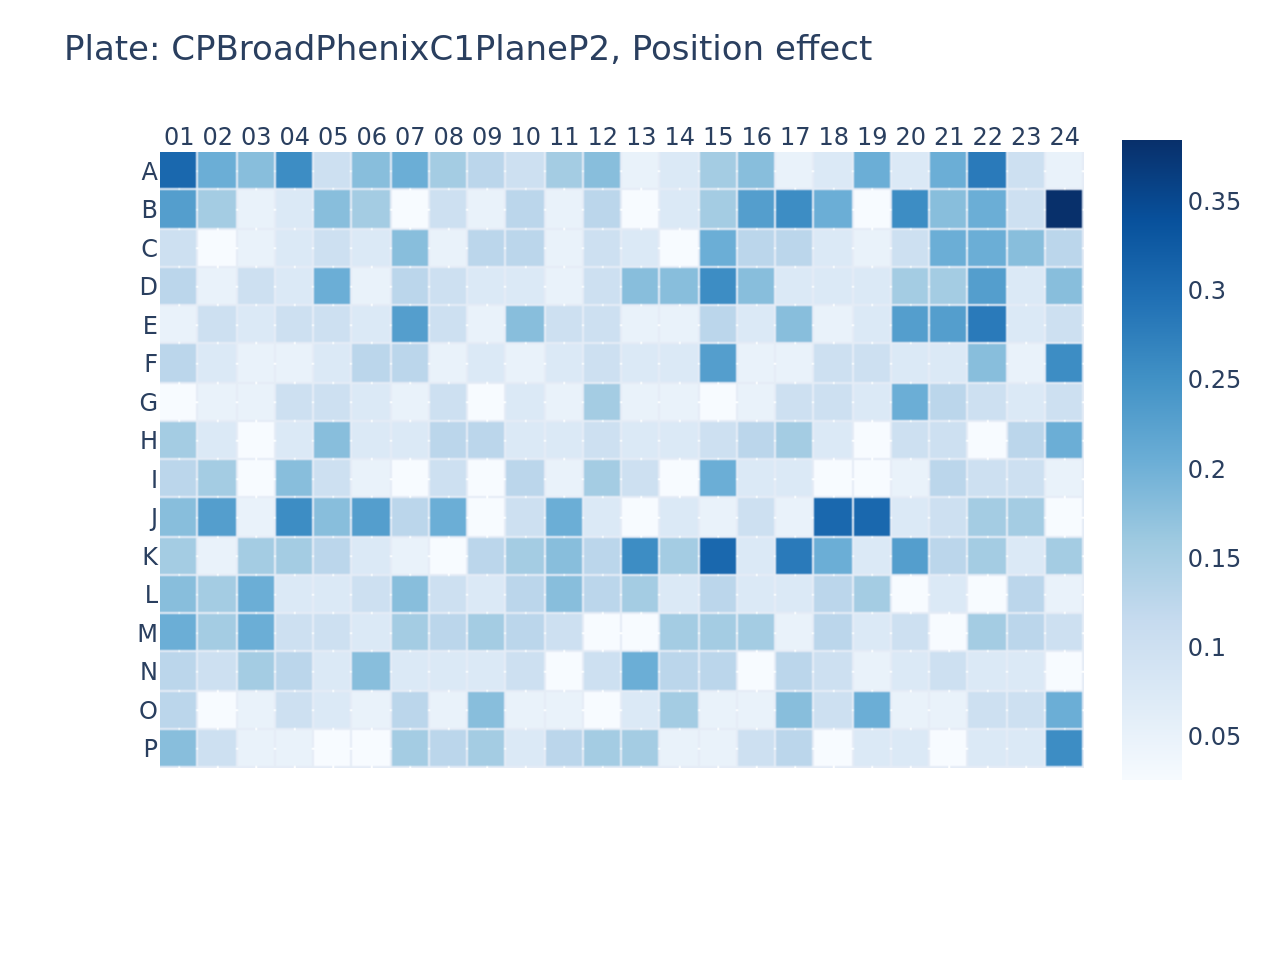 Plate: CPBroadPhenixC1PlaneP2, Position effect
01 02 03 04 05 06 07 08 09 10 11 12 13 14 15 16 17 18 19 20 21 22 23 24
A
B
C
D
E
F
G
H
I
J
K
L
M
N
O
P
0.35
0.3
0.25
0.2
0.15
0.1
0.05